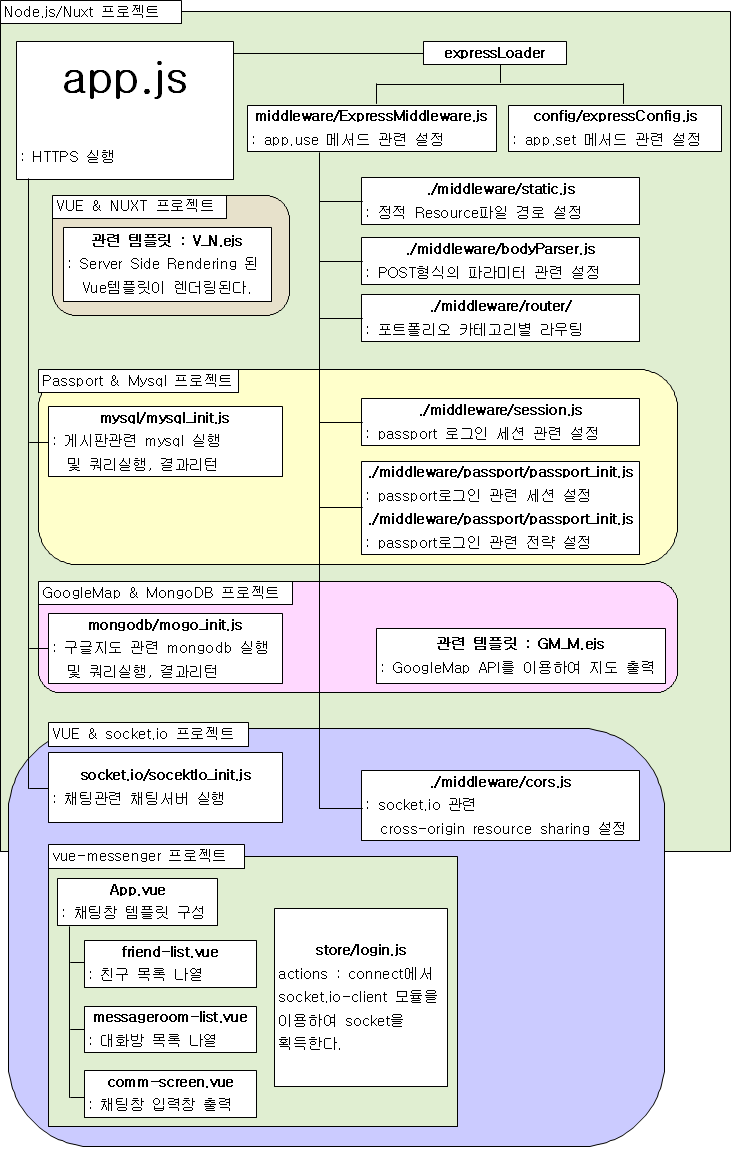 Node.js/Nuxt 프로젝트
app.js
: HTTPS 실행
expressLoader
middleware/ExpressMiddleware.js
: app.use 메서드 관련 설정
config/expressConfig.js
: app.set 메서드 관련 설정
./middleware/static.js
: 정적 Resource파일 경로 설정
VUE & NUXT 프로젝트
관련 템플릿 : V_N.ejs
: Server Side Rendering 된
Vue템플릿이 렌더링된다.
./middleware/bodyParser.js
: POST형식의 파라미터 관련 설정
./middleware/router/
: 포트폴리오 카테고리별 라우팅
Passport & Mysql 프로젝트
mysql/mysql_init.js
: 게시판관련 mysql 실행
및 쿼리실행, 결과리턴
./middleware/session.js
: passport 로그인 세션 관련 설정
./middleware/passport/passport_init.js
: passport로그인 관련 세션 설정
./middleware/passport/passport_init.js
: passport로그인 관련 전략 설정
GoogleMap & MongoDB 프로젝트
mongodb/mogo_init.js
: 구글지도 관련 mongodb 실행
및 쿼리실행, 결과리턴
관련 템플릿 : GM_M.ejs
: GoogleMap API를 이용하여 지도 출력
VUE & socket.io 프로젝트
socket.io/socektIo_init.js
: 채팅관련 채팅서버 실행
./middleware/cors.js
: socket.io 관련
cross-origin resource sharing 설정
vue-messenger 프로젝트
App.vue
: 채팅창 템플릿 구성
friend-list.vue
: 친구 목록 나열
messageroom-list.vue
: 대화방 목록 나열
comm-screen.vue
: 채팅창 입력창 출력
store/login.js
actions : connect에서
socket.io-client 모듈을
이용하여 socket을
획득한다.